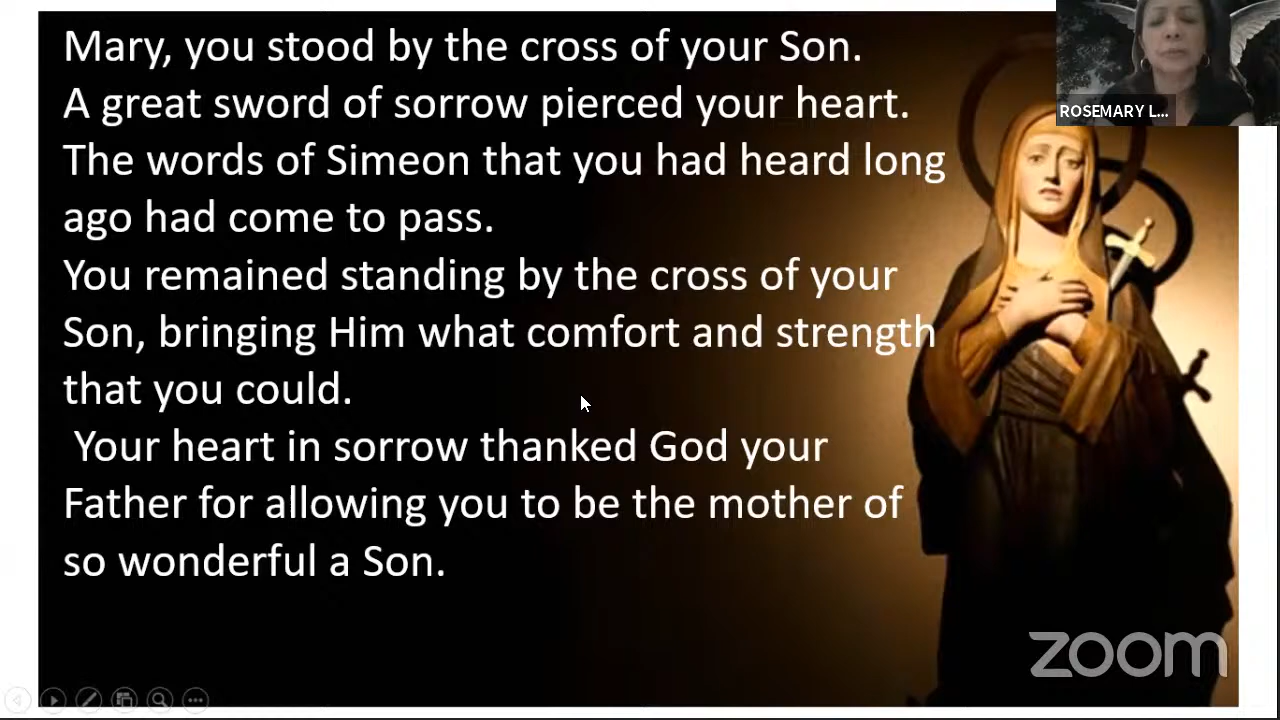 Mary, you stood by the cross of your Son.
A great sword of sorrow pierced your heart.
The words of Simeon that you had heard long
ago had come to pass.
You remained standing by the cross of your
Son, bringing Him what comfort and strength
that you could.
Your heart in sorrow thanked God your
Father for allowing you to be the mother of
so wonderful a Son.
ROSEMARY L...
zoom